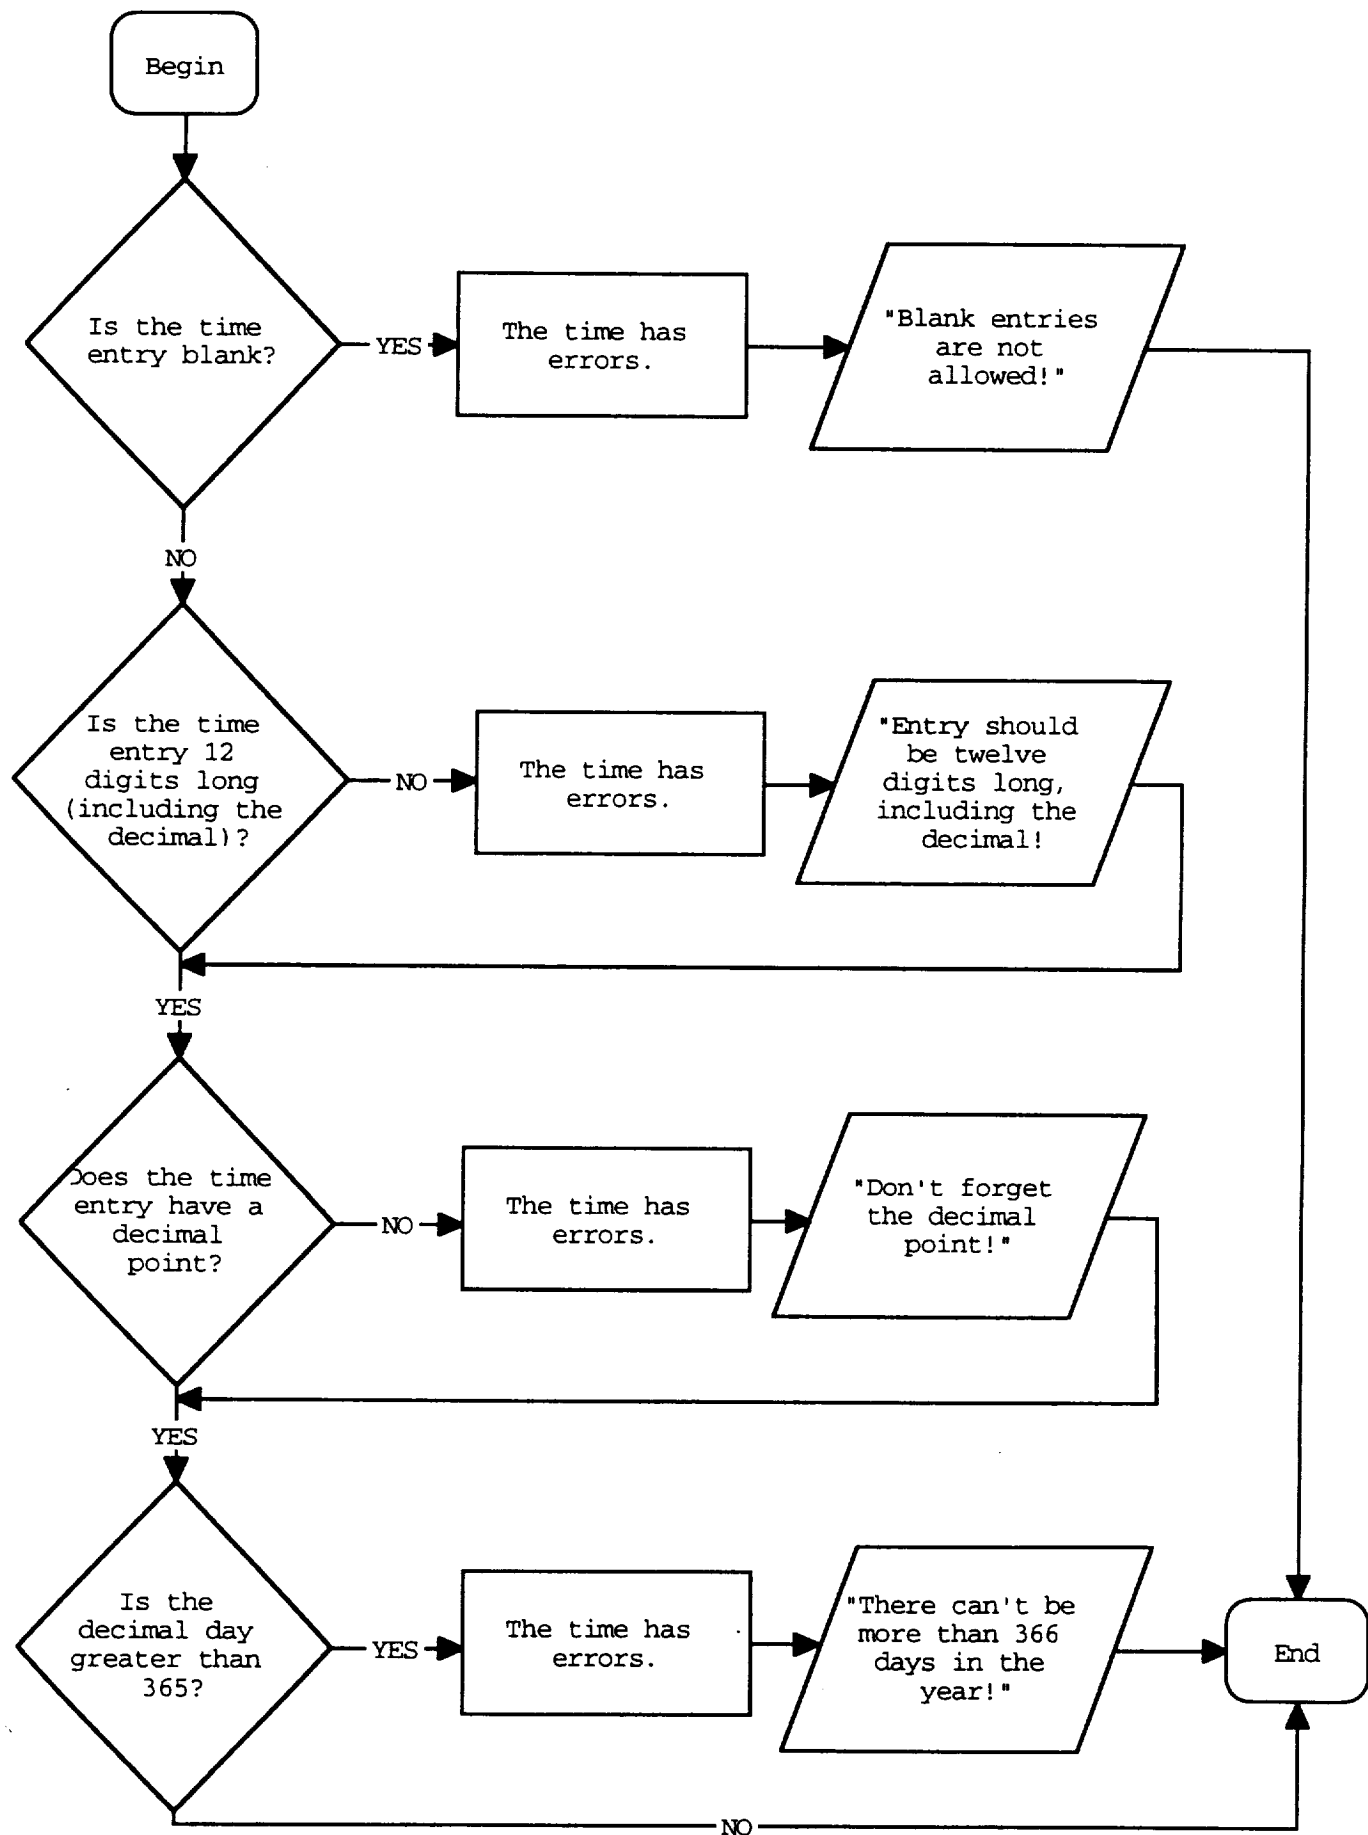 Begin
Is the time
entry blank?
YES
The time has
errors.
"Blank entries
are not
allowed!"
NO
Is the time
entry 12
digits long
(including the
decimal)?
NO
The time has
errors.
"Entry should
be twelve
digits long,
including the
decimal!
YES
Does the time
entry have a
decimal
point?
NO
The time has
errors.
"Don't forget
the decimal
point!"
YES
Is the
decimal day
greater than
365?
YES
The time has
errors.
"There can't be
more than 366
days in the
year!"
End
NO